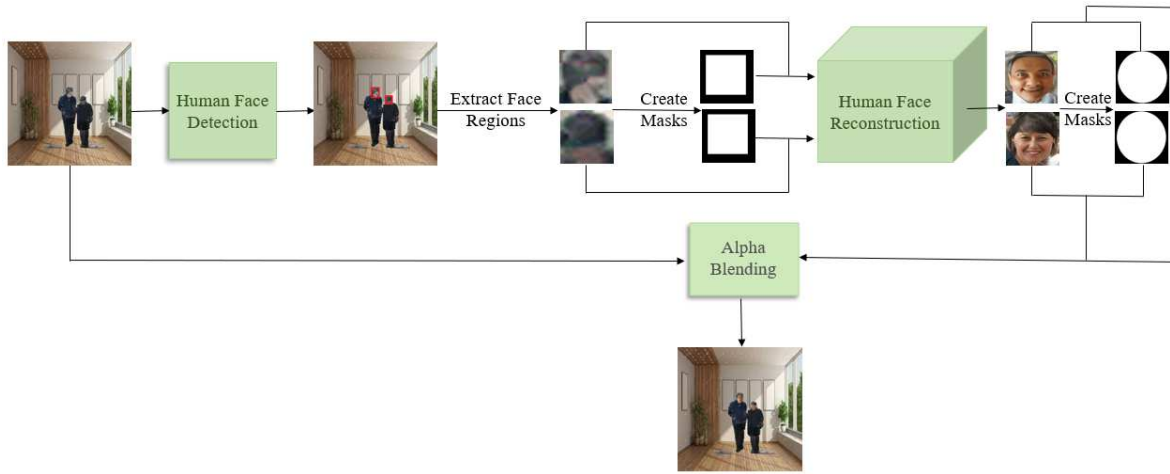 Human Face
Detection
Extract Face
Regions
Create
Masks
Human Face
Reconstruction
Create
Masks
Alpha
Blending